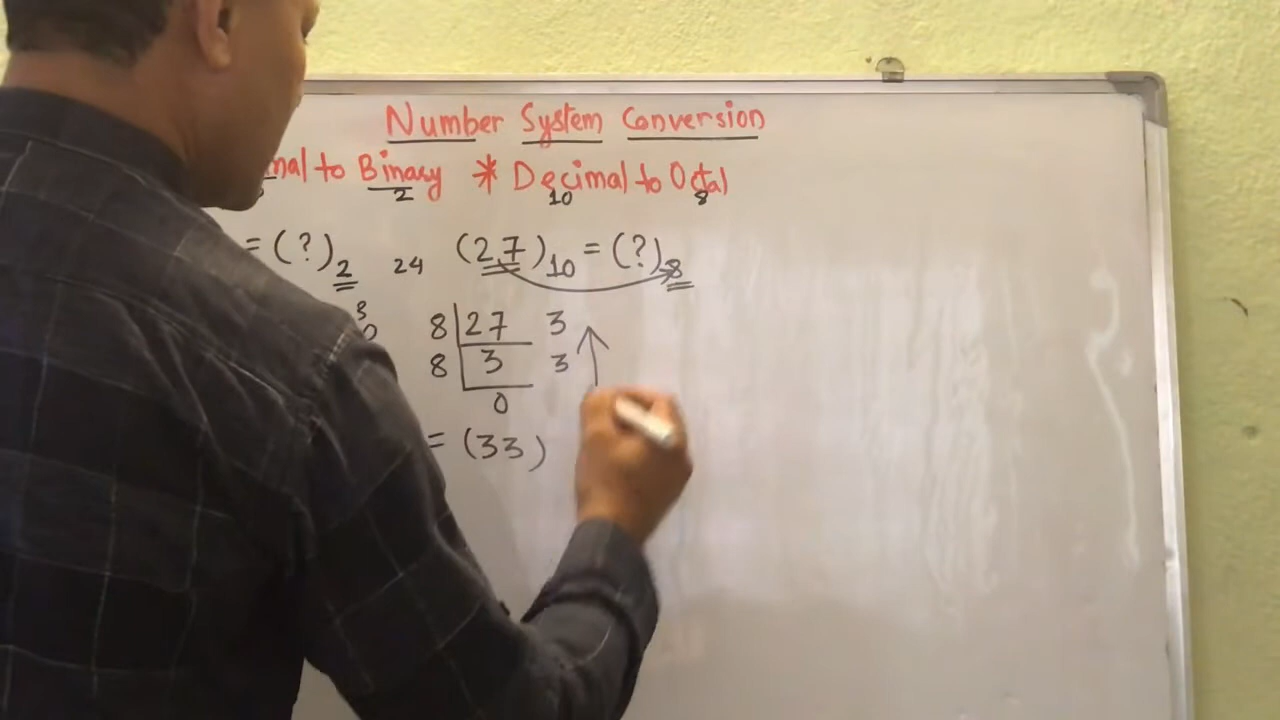 Number System Conversion
mal to Binary * Decimal to Octal
2 10 8
= (?)2 24 (27)10 = (?)8
8 27 3
8 3 3
0
= (33)